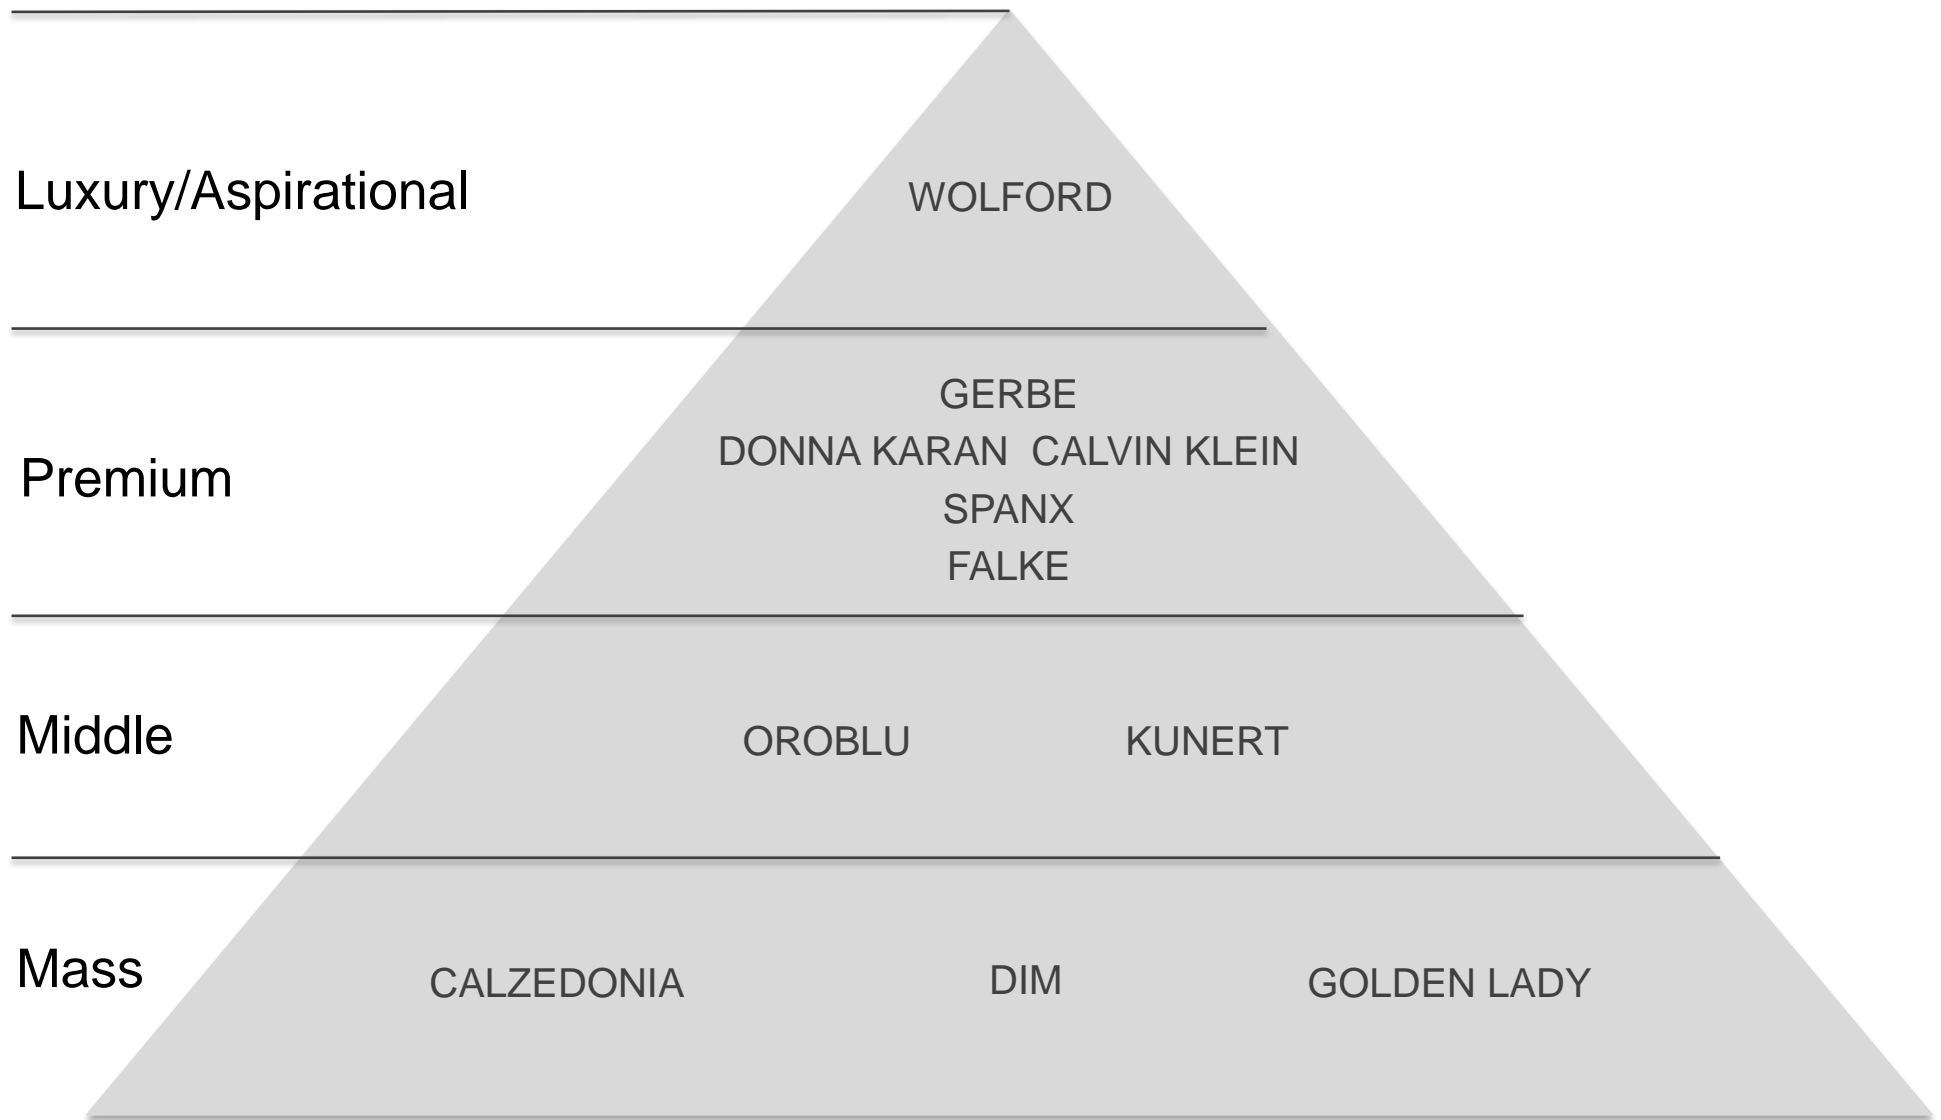 Luxury/Aspirational
WOLFORD
Premium
GERBE
DONNA KARAN CALVIN KLEIN
SPANX
FALKE
Middle
OROBLU KUNERT
Mass
CALZEDONIA DIM GOLDEN LADY